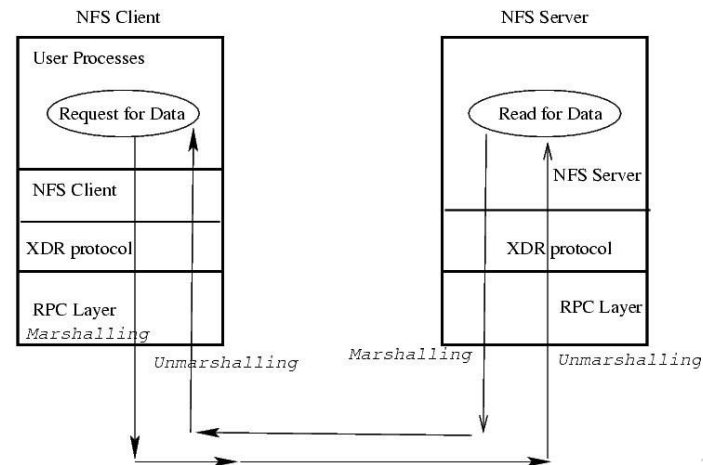 NFS Client
NFS Server
User Processes
Request for Data
Read for Data
NFS Client
NFS Server
XDR protocol
XDR protocol
RPC Layer
RPC Layer
Marshalling
Unmarshalling
Marshalling
Unmarshalling